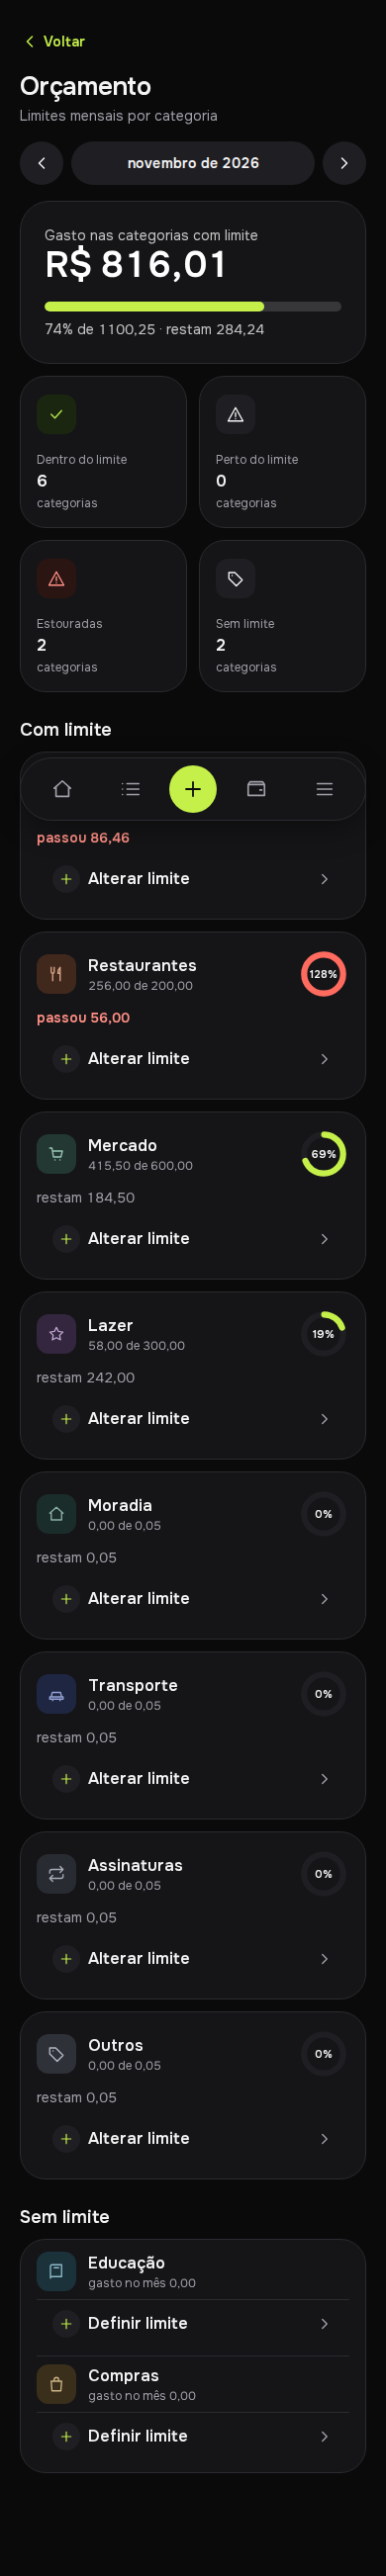 Voltar
Orçamento
Limites mensais por categoria
novembro de 2026
Gasto nas categorias com limite
R$ 816,01
74% de 1100,25 · restam 284,24
Dentro do limite
6
categorias
Perto do limite
0
categorias
Estouradas
2
categorias
Sem limite
2
categorias
Com limite
passou 86,46
Alterar limite
Restaurantes
256,00 de 200,00
128%
passou 56,00
Alterar limite
Mercado
415,50 de 600,00
69%
restam 184,50
Alterar limite
Lazer
58,00 de 300,00
19%
restam 242,00
Alterar limite
Moradia
0,00 de 0,05
0%
restam 0,05
Alterar limite
Transporte
0,00 de 0,05
0%
restam 0,05
Alterar limite
Assinaturas
0,00 de 0,05
0%
restam 0,05
Alterar limite
Outros
0,00 de 0,05
0%
restam 0,05
Alterar limite
Sem limite
Educação
gasto no mês 0,00
Definir limite
Compras
gasto no mês 0,00
Definir limite